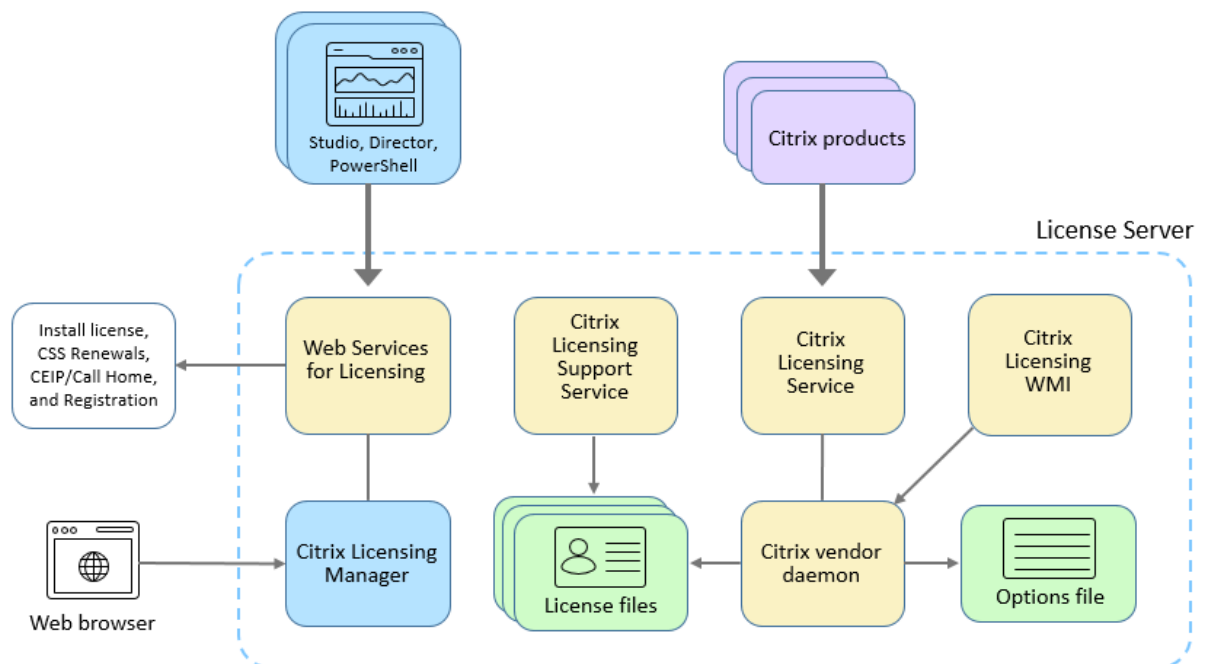 Studio, Director,
PowerShell
Citrix products
License Server
Install license,
CSS Renewals,
CEIP/Call Home,
and Registration
Web Services
for Licensing
Citrix
Licensing
Support
Service
Citrix
Licensing
Service
Citrix
Licensing
WMI
Web browser
Citrix Licensing
Manager
License files
Citrix vendor
daemon
Options file